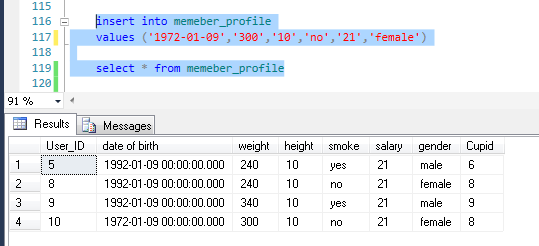 115
116 insert into memeber_profile
117 values ('1972-01-09','300','10','no','21','female')
118
119 select * from memeber_profile
120
91 %
Results Messages
User_ID date of birth weight height smoke salary gender Cupid
1 5 1992-01-09 00:00:00.000 240 10 yes 21 male 6
2 8 1992-01-09 00:00:00.000 240 10 no 21 female 8
3 9 1992-01-09 00:00:00.000 340 10 yes 21 male 9
4 10 1972-01-09 00:00:00.000 300 10 no 21 female 8